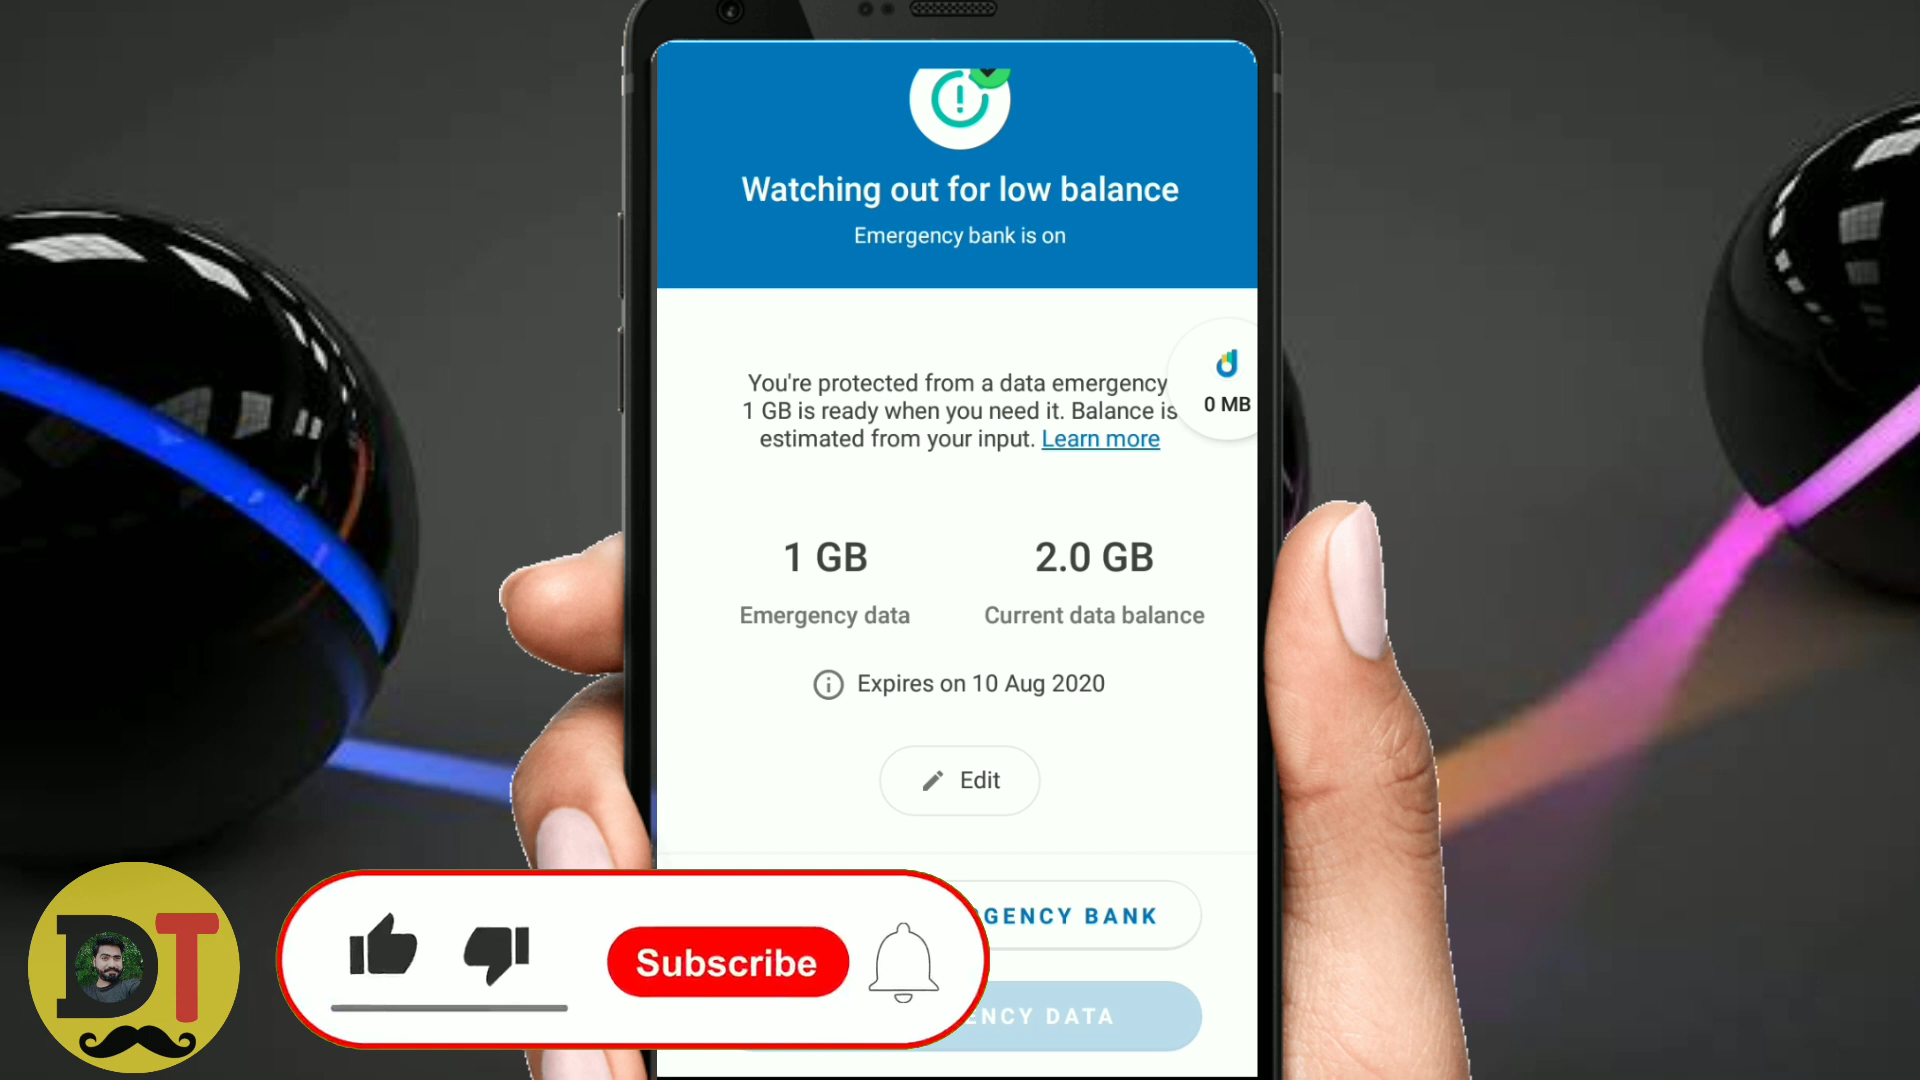 Watching out for low balance
Emergency bank is on
You're protected from a data emergency
1 GB is ready when you need it. Balance is
estimated from your input. Learn more
0 MB
1 GB
2.0 GB
Emergency data
Current data balance
Expires on 10 Aug 2020
Edit
GENCY BANK
ENCY DATA
DT
Subscribe